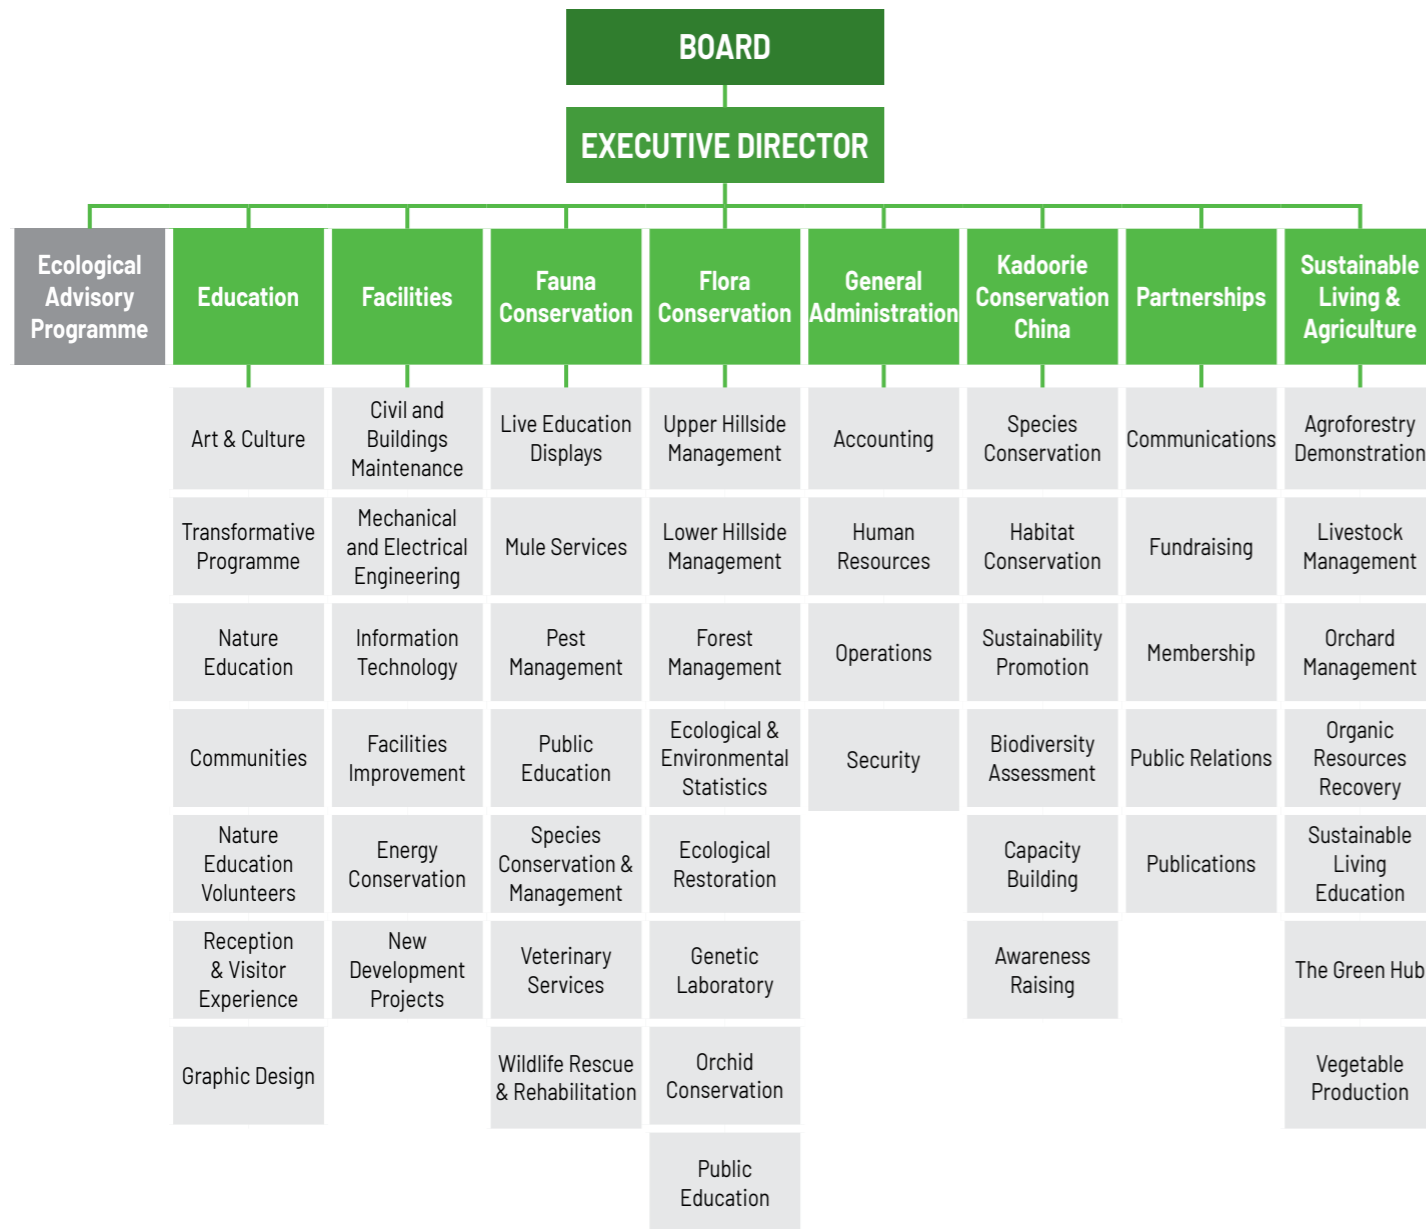 BOARD
EXECUTIVE DIRECTOR
Ecological
Advisory
Programme
Education
Facilities
Fauna
Conservation
Flora
Conservation
General
Administration
Kadoorie
Conservation
China
Partnerships
Sustainable
Living &
Agriculture
Art & Culture
Transformative
Programme
Nature
Education
Communities
Nature
Education
Volunteers
Reception
& Visitor
Experience
Graphic Design
Civil and
Buildings
Maintenance
Mechanical
and Electrical
Engineering
Information
Technology
Facilities
Improvement
Energy
Conservation
New
Development
Projects
Live Education
Displays
Mule Services
Pest
Management
Public
Education
Species
Conservation &
Management
Veterinary
Services
Wildlife Rescue
& Rehabilitation
Upper Hillside
Management
Lower Hillside
Management
Forest
Management
Ecological &
Environmental
Statistics
Ecological
Restoration
Genetic
Laboratory
Orchid
Conservation
Public
Education
Accounting
Human
Resources
Operations
Security
Species
Conservation
Habitat
Conservation
Sustainability
Promotion
Biodiversity
Assessment
Capacity
Building
Awareness
Raising
Communications
Fundraising
Membership
Public Relations
Publications
Agroforestry
Demonstration
Livestock
Management
Orchard
Management
Organic
Resources
Recovery
Sustainable
Living
Education
The Green Hub
Vegetable
Production